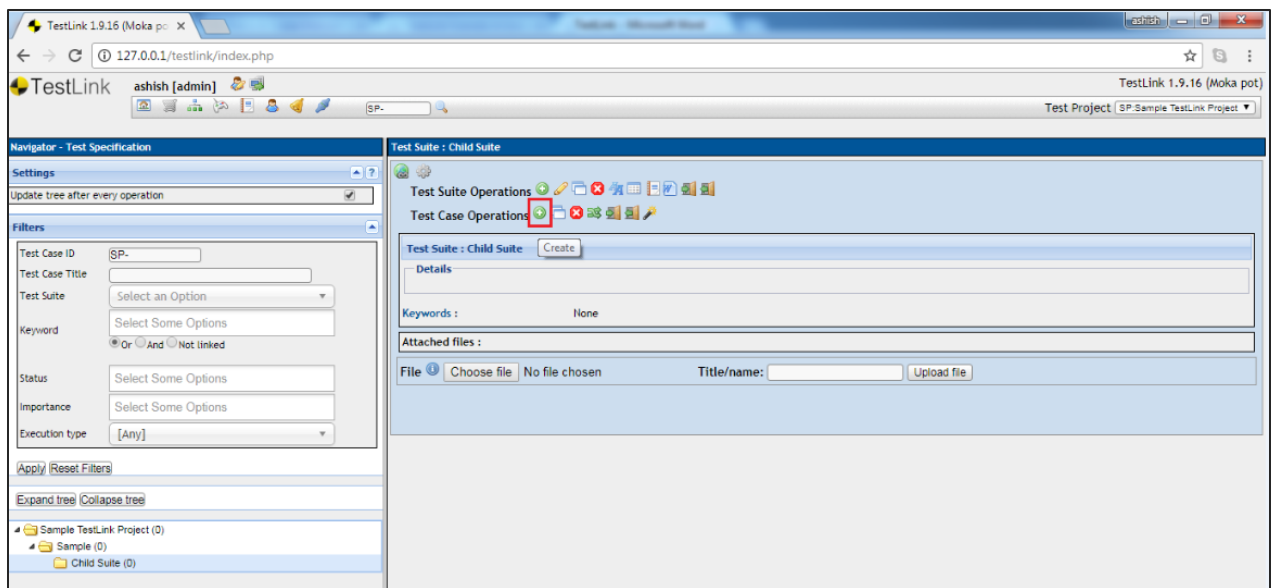 TestLink 1.9.16 (Moka po
TestLink - Microsoft Word
ashish
127.0.0.1/testlink/index.php
TestLink
ashish [admin]
TestLink 1.9.16 (Moka pot)
SP-
Test Project
SP:Sample TestLink Project
Navigator - Test Specification
Settings
?
Update tree after every operation
Filters
Test Case ID
SP-
Test Case Title
Test Suite
Select an Option
Keyword
Select Some Options
Or And Not linked
Status
Select Some Options
Importance
Select Some Options
Execution type
[Any]
Apply
Reset Filters
Expand tree
Collapse tree
Sample TestLink Project (0)
Sample (0)
Child Suite (0)
Test Suite : Child Suite
Test Suite Operations
Test Case Operations
Test Suite : Child Suite
Create
Details
Keywords :
None
Attached files :
File
Choose file
No file chosen
Title/name:
Upload file